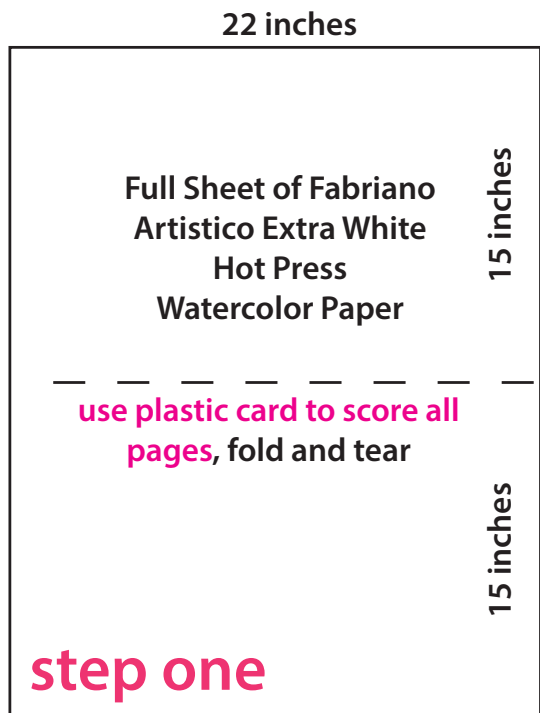 22 inches
Full Sheet of Fabriano
Artistico Extra White
Hot Press
Watercolor Paper
15 inches
use plastic card to score all
pages, fold and tear
15 inches
step one